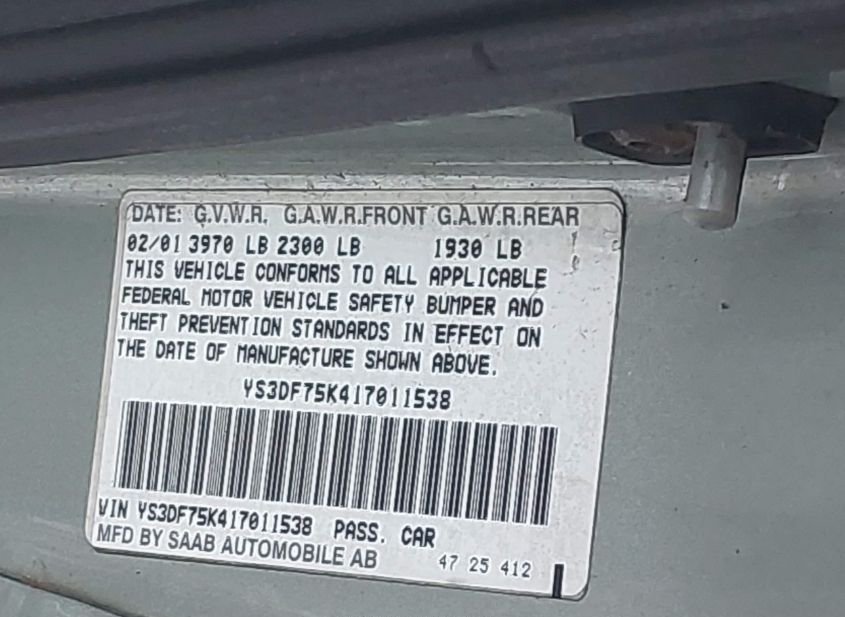 DATE: G.V.W.R. G.A.W.R.FRONT G.A.W.R.REAR
02/01 3970 LB 2300 LB 1930 LB
THIS VEHICLE CONFORMS TO ALL APPLICABLE
FEDERAL MOTOR VEHICLE SAFETY BUMPER AND
THEFT PREVENTION STANDARDS IN EFFECT ON
THE DATE OF MANUFACTURE SHOWN ABOVE.
YS3DF75K417011538
VIN YS3DF75K417011538 PASS. CAR
MFD BY SAAB AUTOMOBILE AB 47 25 412